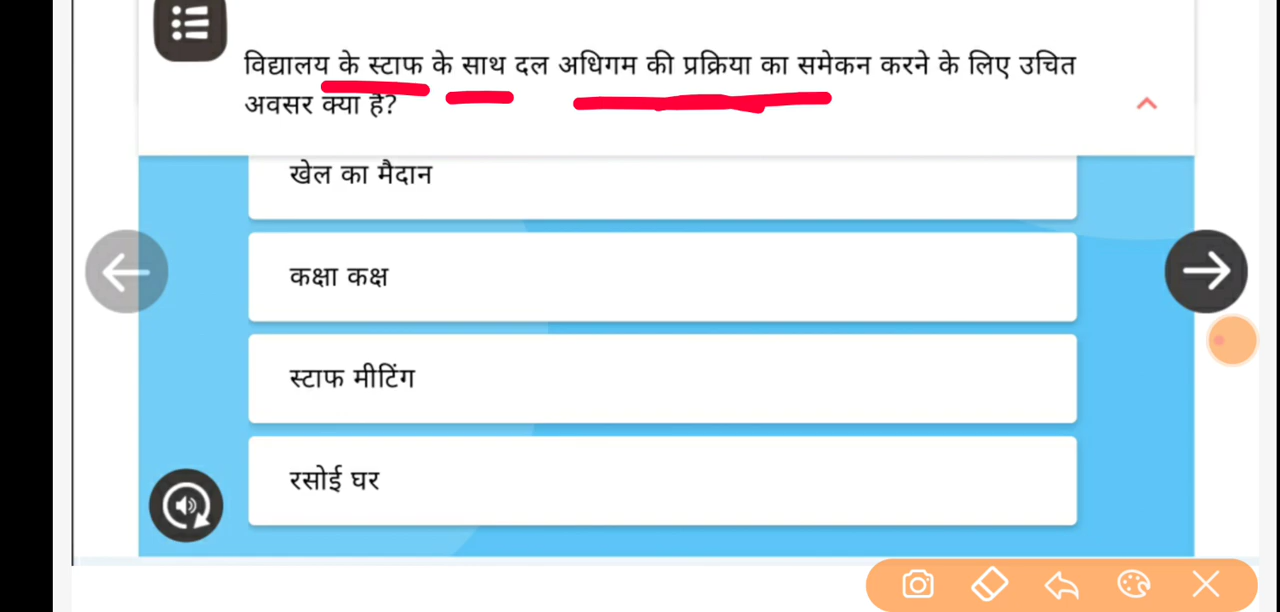 विद्यालय के स्टाफ के साथ दल अधिगम की प्रक्रिया का समेकन करने के लिए उचित
अवसर क्या है?
खेल का मैदान
कक्षा कक्ष
स्टाफ मीटिंग
रसोई घर